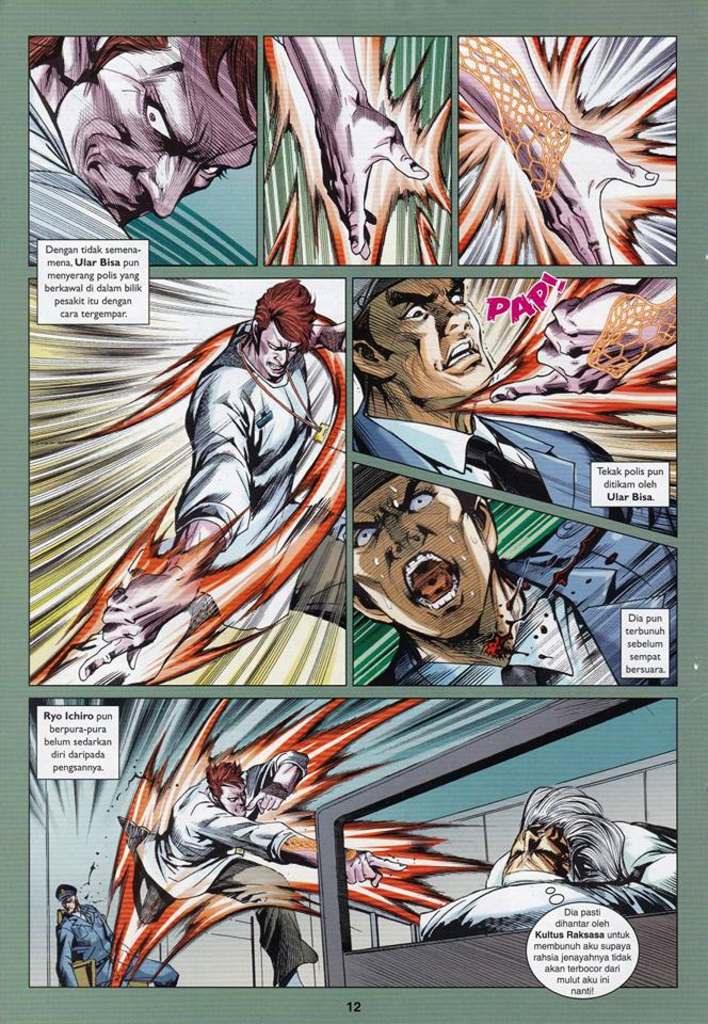 Dengan tidak semena-
mena, Ular Bisa pun
menyerang polis yang
berkawal di dalam bilik
pesakit itu dengan
cara tergempar.
PAP!
Tekak polis pun
ditikam oleh
Ular Bisa.
Dia pun
terbunuh
sebelum
sempat
bersuara.
Ryo Ichiro pun
berpura-pura
belum sedarkan
diri daripada
pengsannya.
Dia pasti
dihantar oleh
Kultus Raksasa untuk
membunuh aku supaya
rahsia jenayahnya tidak
akan terbocor dari
mulut aku ini
nanti!
12